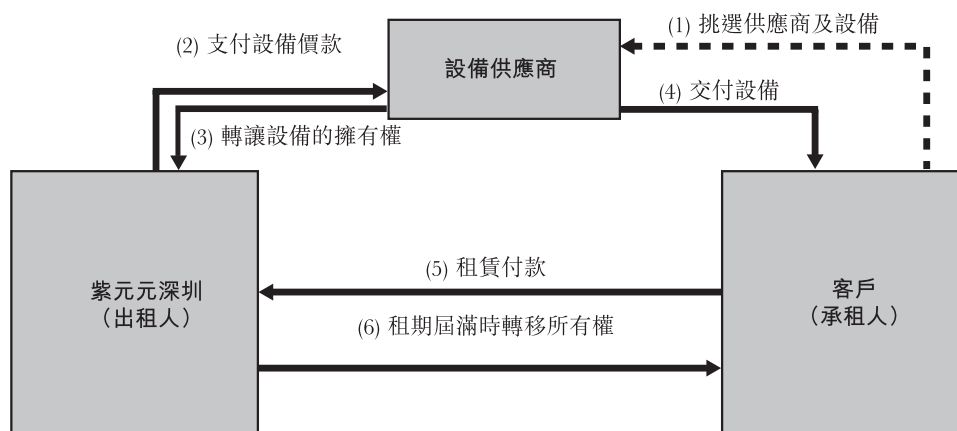 (1) 挑選供應商及設備
(2) 支付設備價款
設備供應商
(4) 交付設備
(3) 轉讓設備的擁有權
(5) 租賃付款
紫元元深圳
（出租人）
客戶
（承租人）
(6) 租期屆滿時轉移所有權